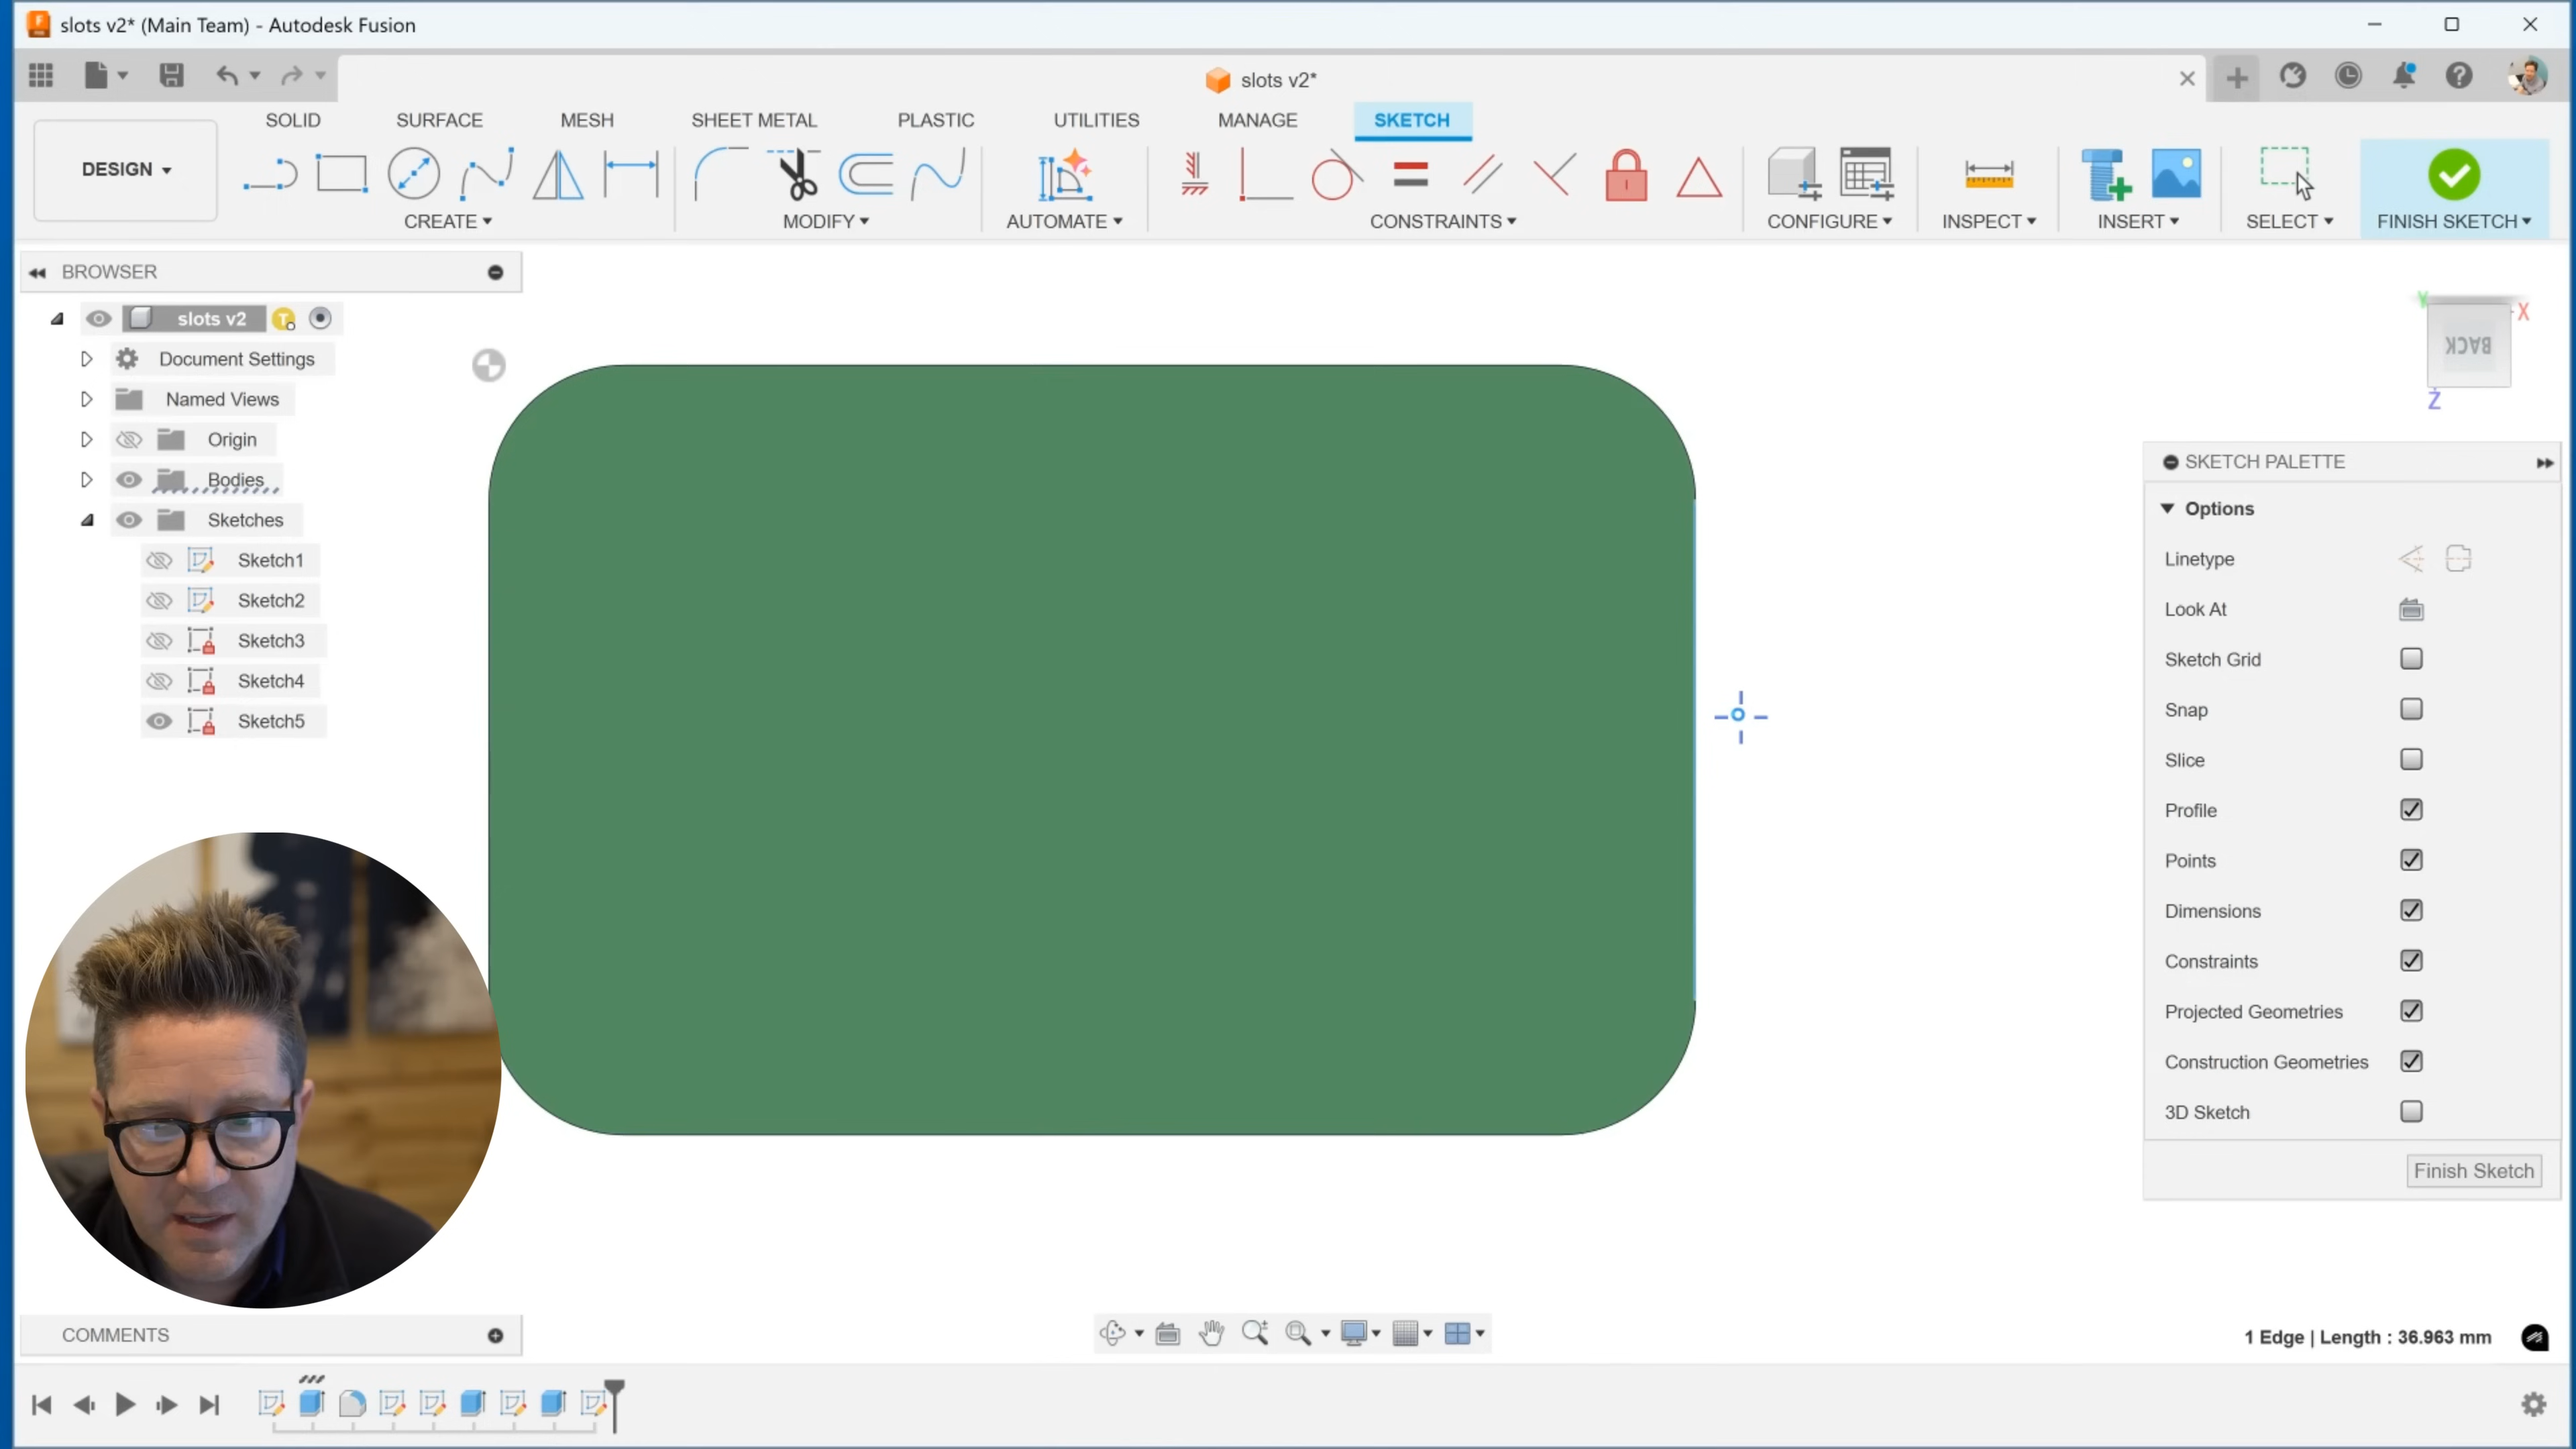 slots v2* (Main Team) - Autodesk Fusion
slots v2*
SOLID SURFACE MESH SHEET METAL PLASTIC UTILITIES MANAGE SKETCH
DESIGN
CREATE MODIFY AUTOMATE CONSTRAINTS CONFIGURE INSPECT INSERT SELECT FINISH SKETCH
BROWSER
slots v2
Document Settings
Named Views
Origin
Bodies
Sketches
Sketch1
Sketch2
Sketch3
Sketch4
Sketch5
Y
X
BACK
Z
SKETCH PALETTE
Options
Linetype
Look At
Sketch Grid
Snap
Slice
Profile
Points
Dimensions
Constraints
Projected Geometries
Construction Geometries
3D Sketch
Finish Sketch
COMMENTS
1 Edge | Length : 36.963 mm